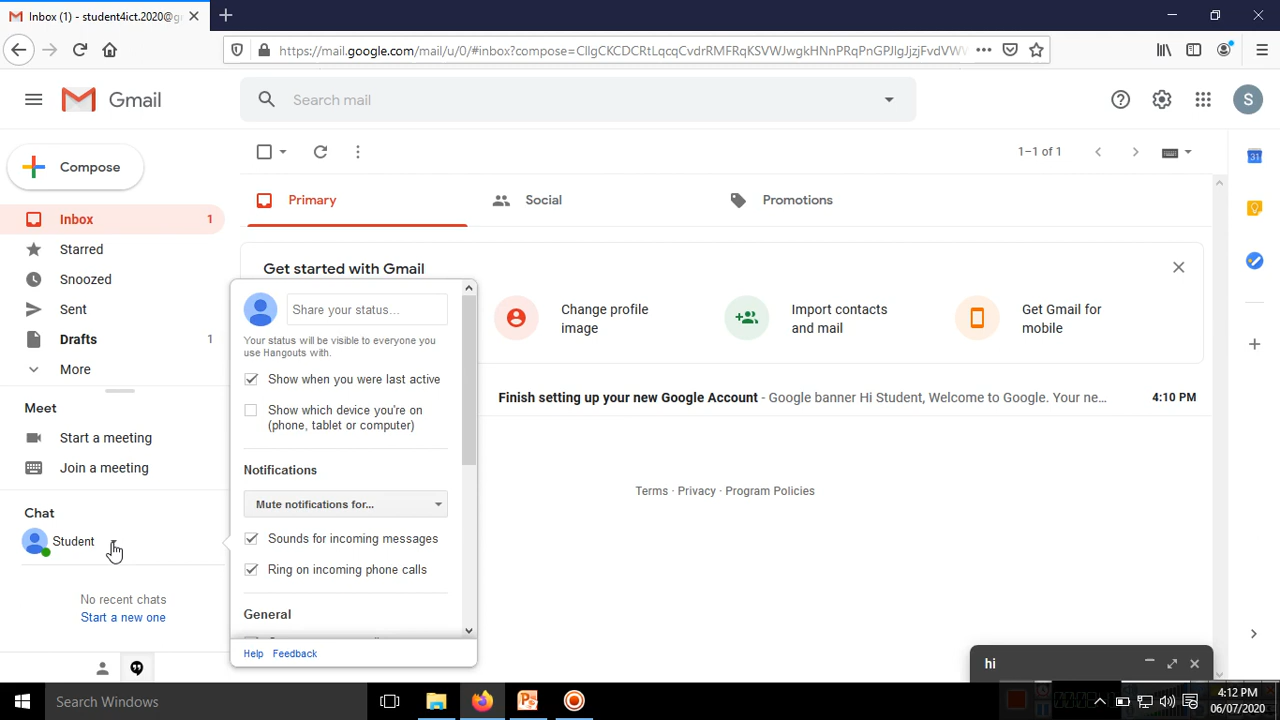 Inbox (1) - student4ict.2020@g
https://mail.google.com/mail/u/0/#inbox?compose=CllgCKCDCRtLqcqCvdrRMFRqKSVWJwgkHNnPRqPnGPJlgJjzjFvdVW
Gmail
Search mail
S
Compose
1–1 of 1
31
Inbox 1
Primary
Social
Promotions
Starred
Snoozed
Sent
Drafts 1
More
Get started with Gmail
Change profile
image
Import contacts
and mail
Get Gmail for
mobile
Finish setting up your new Google Account - Google banner Hi Student, Welcome to Google. Your ne...
4:10 PM
Terms - Privacy - Program Policies
Share your status...
Your status will be visible to everyone you
use Hangouts with.
Show when you were last active
Show which device you're on
(phone, tablet or computer)
Notifications
Mute notifications for...
Sounds for incoming messages
Ring on incoming phone calls
General
Help Feedback
Meet
Start a meeting
Join a meeting
Chat
Student
No recent chats
Start a new one
hi
Search Windows
4:12 PM
06/07/2020